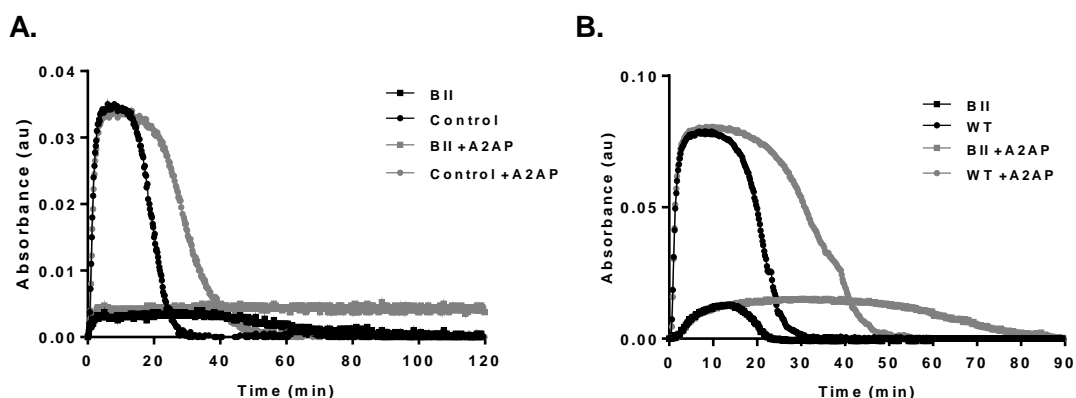 A.
0.04
0.03
0.02
0.01
0.00
Absorbance (au)
0
20
40
60
80
100
120
Time (min)
BII
Control
BII +A2AP
Control +A2AP
B.
0.10
0.05
0.00
Absorbance (au)
0
10
20
30
40
50
60
70
80
90
Time (min)
BII
WT
BII +A2AP
WT +A2AP